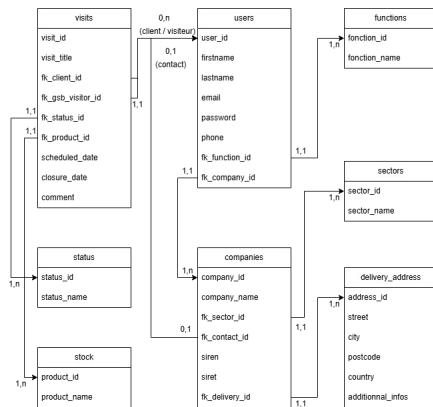 visits
visit_id
visit_title
fk_client_id
fk_gsb_visitor_id
fk_status_id
fk_product_id
scheduled_date
closure_date
comment
1,1
1,1
1,1
0,n
(client / visiteur)
0,1
(contact)
users
user_id
firstname
lastname
email
password
phone
fk_function_id
fk_company_id
1,1
1,1
functions
fonction_id
fonction_name
1,n
sectors
sector_id
sector_name
1,n
status
status_id
status_name
1,n
companies
company_id
company_name
fk_sector_id
fk_contact_id
siren
siret
fk_delivery_id
1,n
0,1
1,1
1,1
delivery_address
address_id
street
city
postcode
country
additionnal_infos
1,n
stock
product_id
product_name
1,n